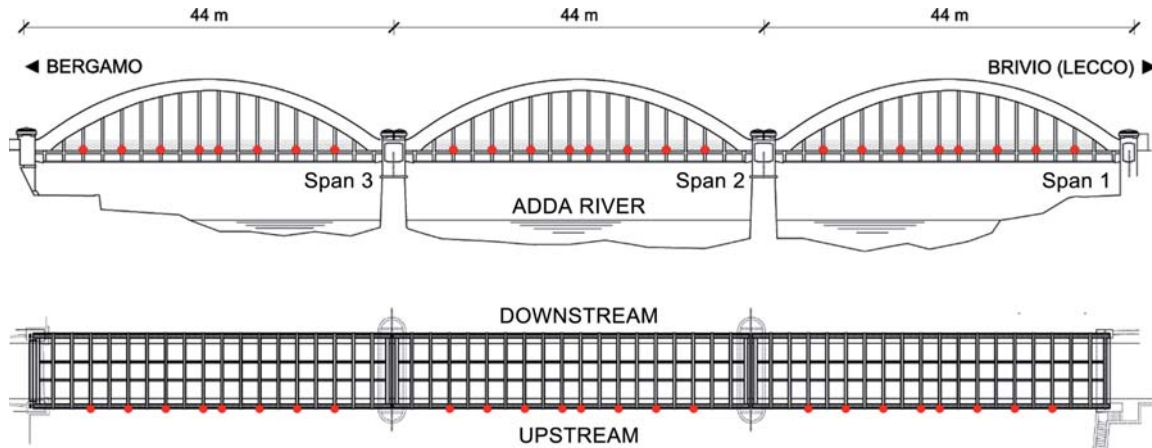 44 m 44 m 44 m
◄ BERGAMO BRIVIO (LECCO) ►
Span 3 Span 2 Span 1
ADDA RIVER
DOWNSTREAM
UPSTREAM